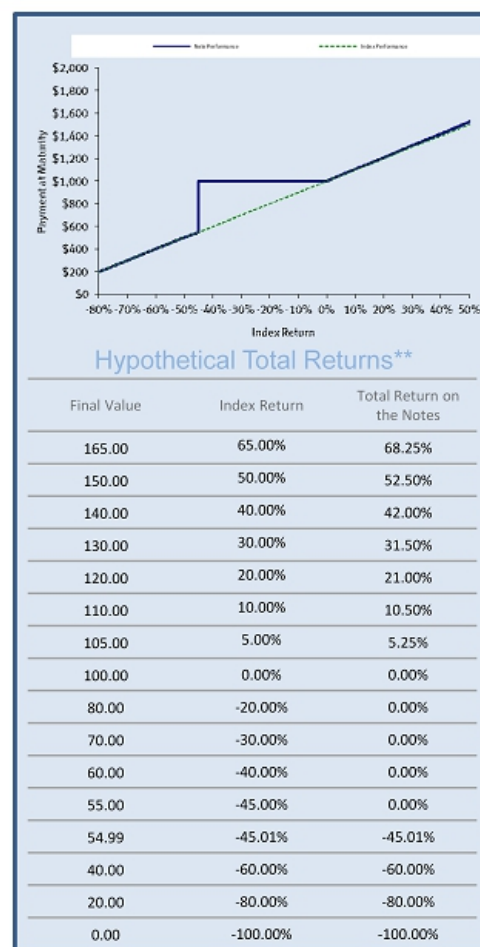 Note Performance Index Performance
$2,000
$1,800
$1,600
$1,400
$1,200
$1,000
$800
$600
$400
$200
$0
Payment at Maturity
-80% -70% -60% -50% -40% -30% -20% -10% 0% 10% 20% 30% 40% 50%
Index Return
Hypothetical Total Returns**
Final Value Index Return Total Return on
the Notes
165.00 65.00% 68.25%
150.00 50.00% 52.50%
140.00 40.00% 42.00%
130.00 30.00% 31.50%
120.00 20.00% 21.00%
110.00 10.00% 10.50%
105.00 5.00% 5.25%
100.00 0.00% 0.00%
80.00 -20.00% 0.00%
70.00 -30.00% 0.00%
60.00 -40.00% 0.00%
55.00 -45.00% 0.00%
54.99 -45.01% -45.01%
40.00 -60.00% -60.00%
20.00 -80.00% -80.00%
0.00 -100.00% -100.00%